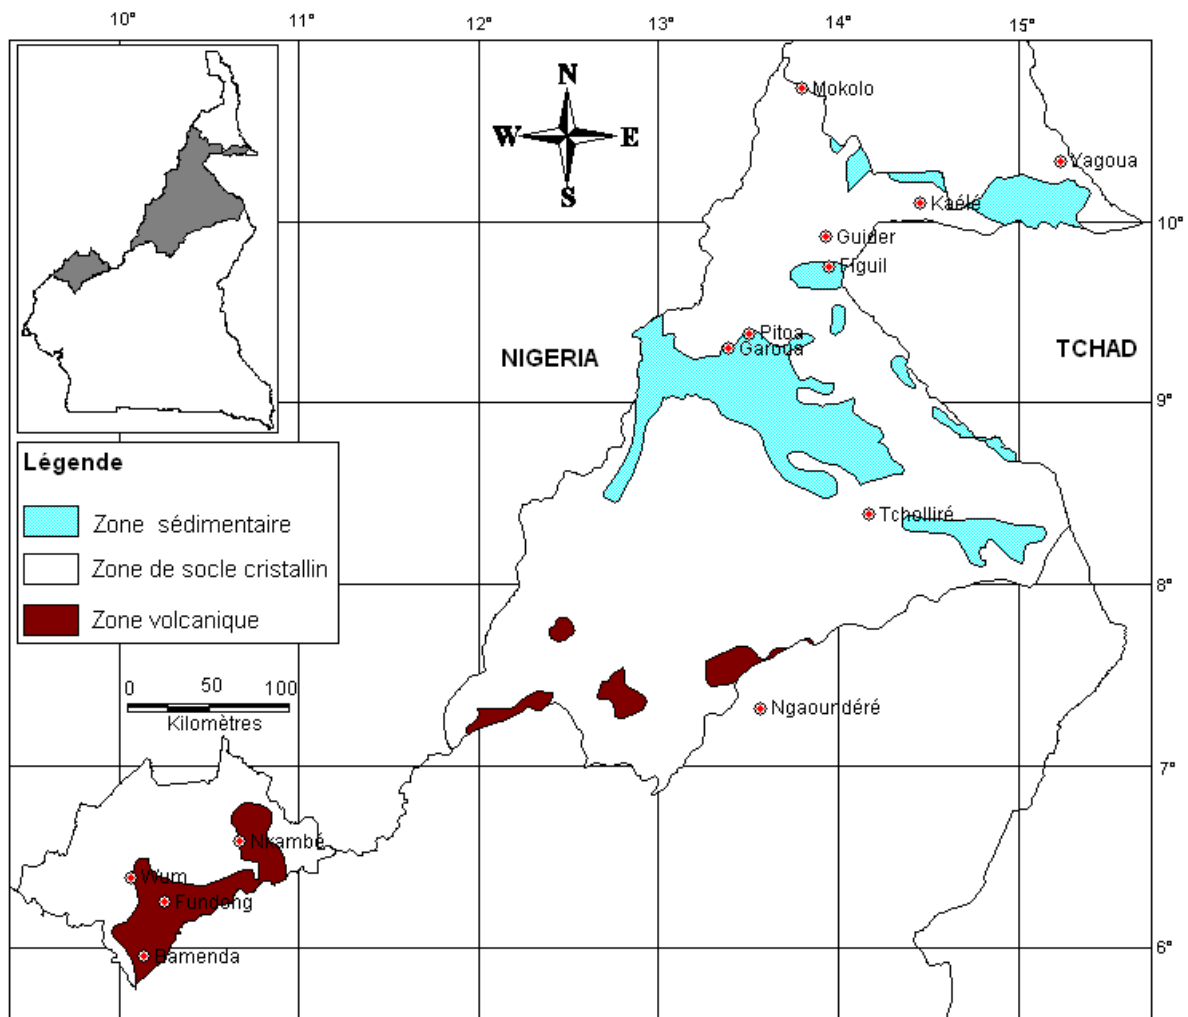 10° 11° 12° 13° 14° 15°
N
W E
S
Mokolo
Yagoua
Kaélé
10°
Guider
Figuil
Pitoa
Garoua
NIGERIA
TCHAD
9°
Légende
Zone sédimentaire
Zone de socle cristallin
Zone volcanique
Tcholliré
8°
0 50 100
Kilomètres
Ngaoundéré
7°
Nkambé
Wum
Fundong
Bamenda
6°